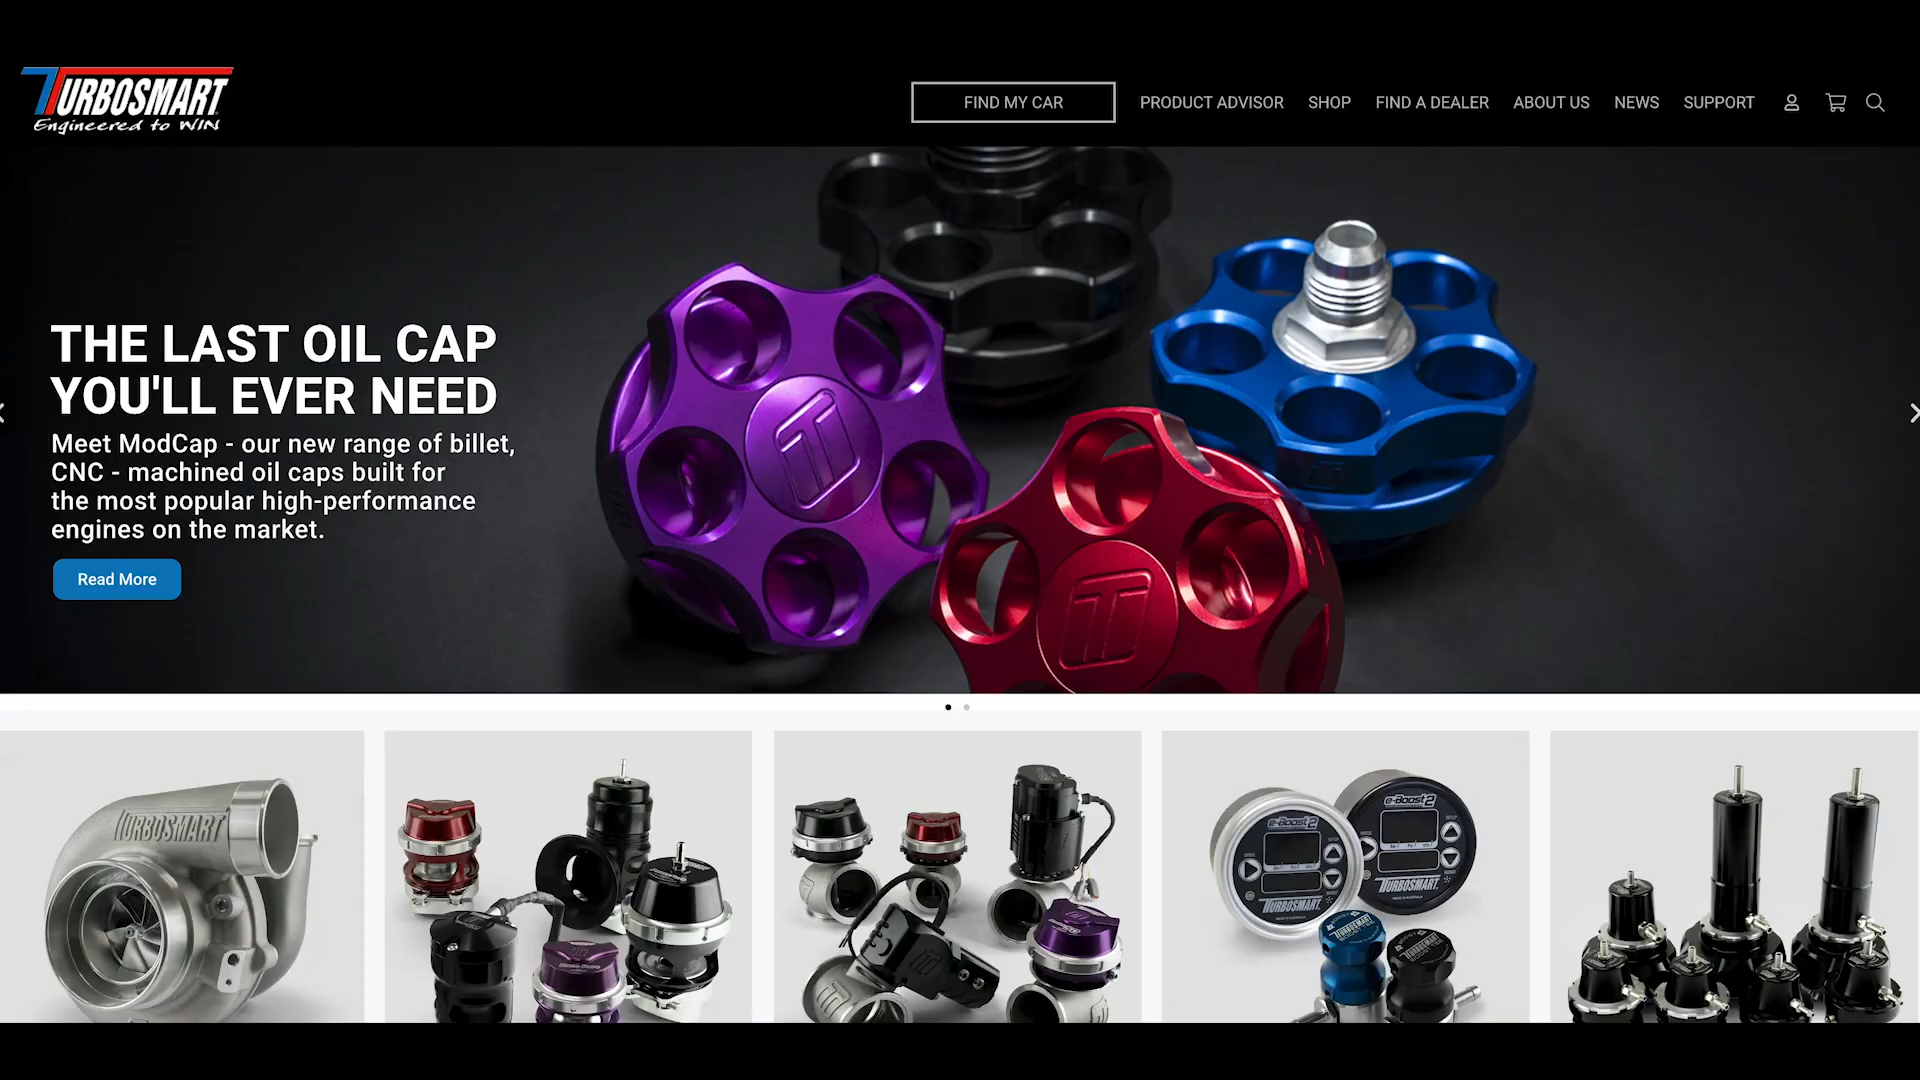 TURBOSMART
Engineered to WIN
FIND MY CAR
PRODUCT ADVISOR
SHOP
FIND A DEALER
ABOUT US
NEWS
SUPPORT
THE LAST OIL CAP
YOU'LL EVER NEED
Meet ModCap - our new range of billet,
CNC - machined oil caps built for
the most popular high-performance
engines on the market.
Read More
TURBOSMART
e-Boost2
TURBOSMART
e-Boost2
TURBOSMART
TURBOSMART